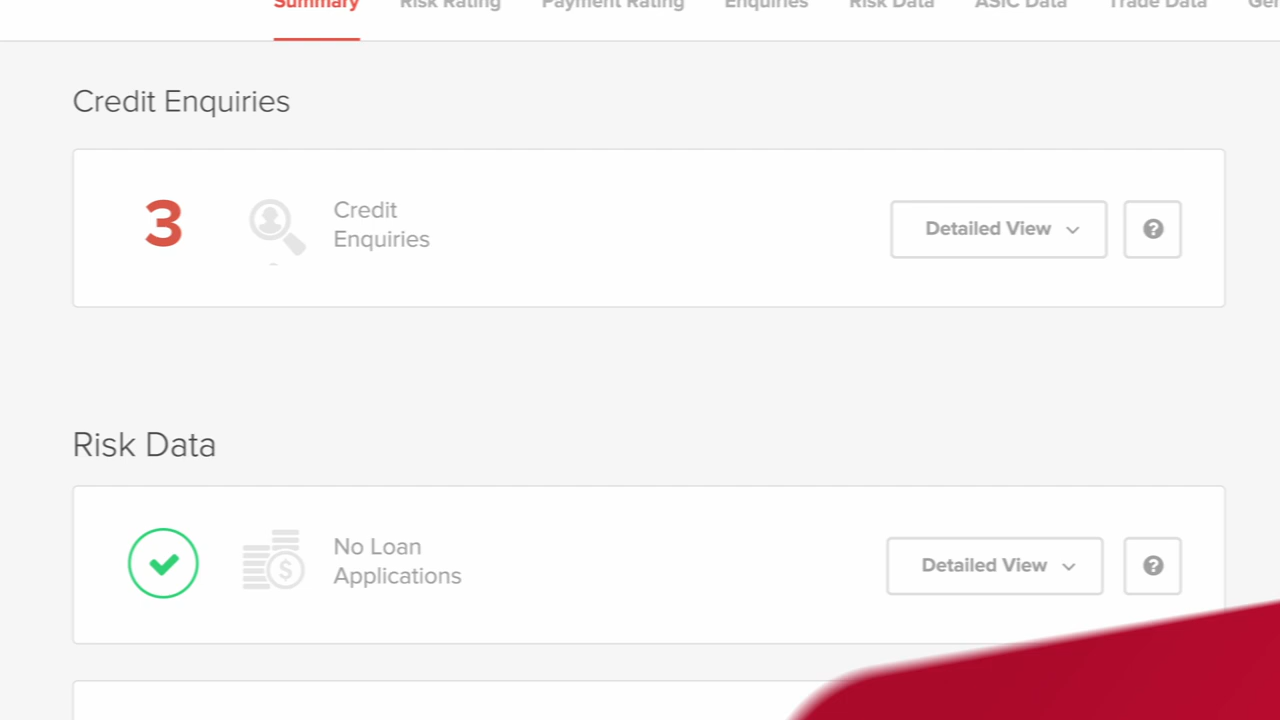 Summary Risk Rating Payment Rating Enquiries Risk Data ASIC Data Trade Data
Credit Enquiries
3
Credit
Enquiries
Detailed View
?
Risk Data
No Loan
Applications
$
Detailed View
?